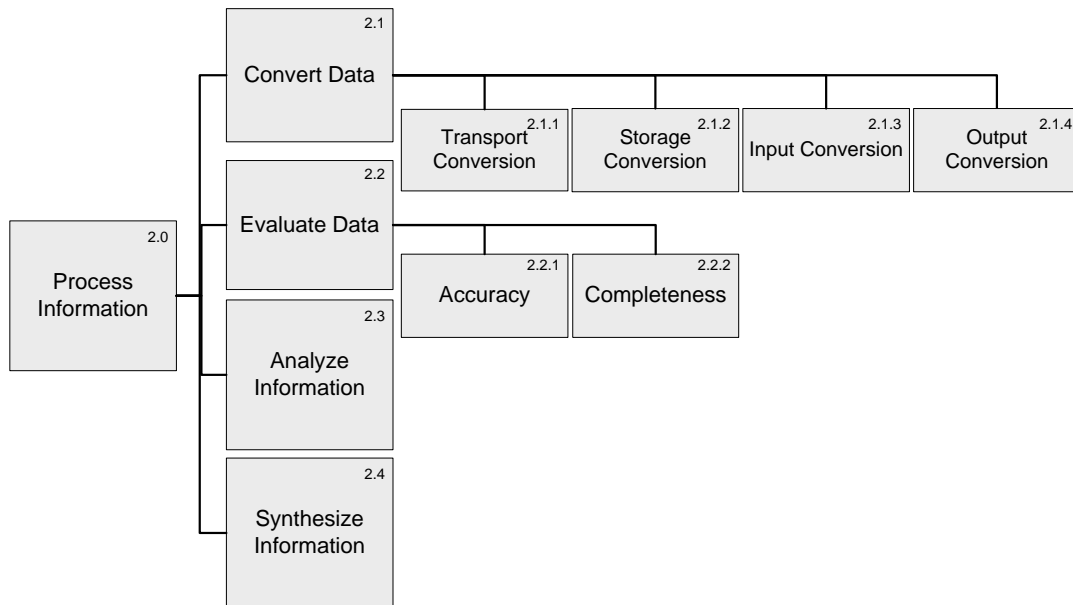 2.1
Convert Data
2.1.1
Transport
Conversion
2.1.2
Storage
Conversion
2.1.3
Input Conversion
2.1.4
Output
Conversion
2.2
Evaluate Data
2.2.1
Accuracy
2.2.2
Completeness
2.0
Process
Information
2.3
Analyze
Information
2.4
Synthesize
Information